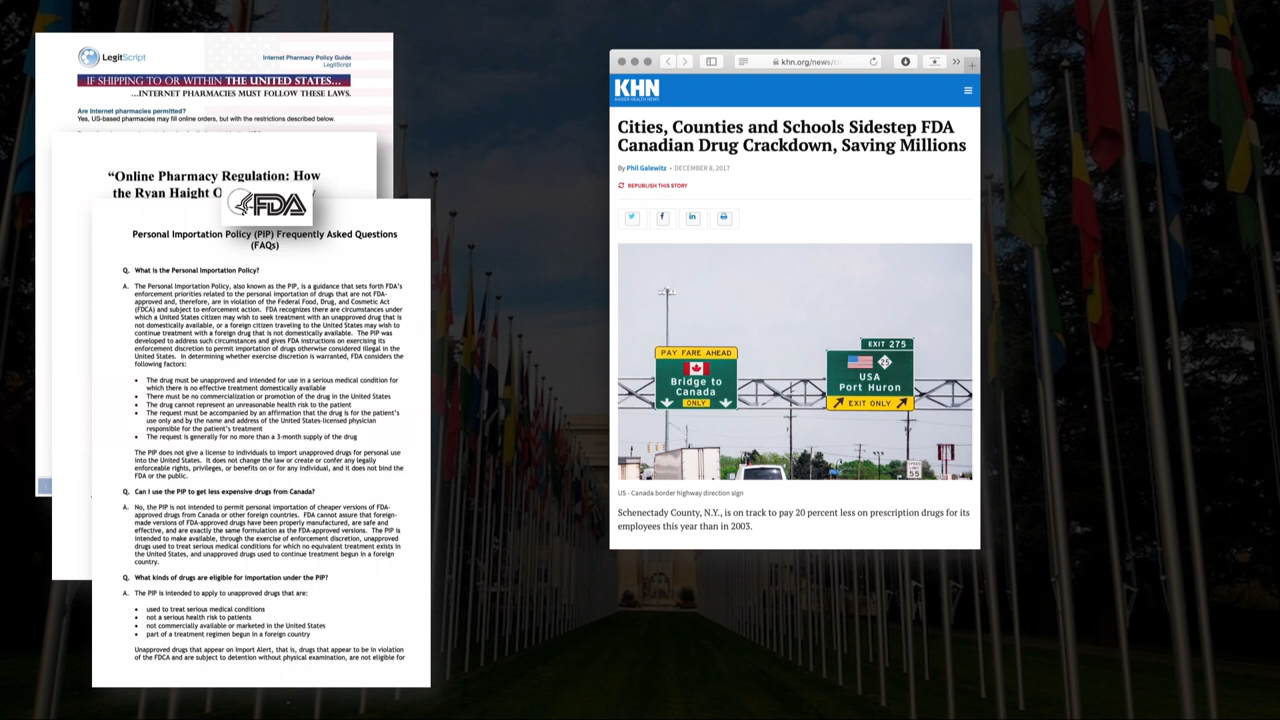 LegitScript
Internet Pharmacy Policy Guide
LegitScript
IF SHIPPING TO OR WITHIN THE UNITED STATES...
...INTERNET PHARMACIES MUST FOLLOW THESE LAWS.
Are Internet pharmacies permitted?
Yes, US-based pharmacies may fill online orders, but with the restrictions described below.
“Online Pharmacy Regulation: How
the Ryan Haight
FDA
Personal Importation Policy (PIP) Frequently Asked Questions
(FAQs)
Q. What is the Personal Importation Policy?
A. The Personal Importation Policy, also known as the PIP, is a guidance that sets forth FDA's
enforcement priorities related to the personal importation of drugs that are not FDA-
approved and, therefore, are in violation of the Federal Food, Drug, and Cosmetic Act
(FDCA) and subject to enforcement action. FDA recognizes there are circumstances under
which a United States citizen may wish to seek treatment with an unapproved drug that is
not domestically available, or a foreign citizen traveling to the United States may wish to
continue treatment with a foreign drug that is not domestically available. The PIP was
developed to address such circumstances and gives FDA instructions on exercising its
enforcement discretion to permit importation of drugs otherwise considered illegal in the
United States. In determining whether exercise discretion is warranted, FDA considers the
following factors:
• The drug must be unapproved and intended for use in a serious medical condition for
which there is no effective treatment domestically available
• There must be no commercialization or promotion of the drug in the United States
• The drug cannot represent an unreasonable health risk to the patient
• The request must be accompanied by an affirmation that the drug is for the patient's
use only and by the name and address of the United States-licensed physician
responsible for the patient's treatment
• The request is generally for no more than a 3-month supply of the drug
The PIP does not give a license to individuals to import unapproved drugs for personal use
into the United States. It does not change the law or create or confer any legally
enforceable rights, privileges, or benefits on or for any individual, and it does not bind the
FDA or the public.
Q. Can I use the PIP to get less expensive drugs from Canada?
A. No, the PIP is not intended to permit personal importation of cheaper versions of FDA-
approved drugs from Canada or other foreign countries. FDA cannot assure that foreign-
made versions of FDA-approved drugs have been properly manufactured, are safe and
effective, and are exactly the same formulation as the FDA-approved versions. The PIP is
intended to make available, through the exercise of enforcement discretion, unapproved
drugs used to treat serious medical conditions for which no equivalent treatment exists in
the United States, and unapproved drugs used to continue treatment begun in a foreign
country.
Q. What kinds of drugs are eligible for importation under the PIP?
A. The PIP is intended to apply to unapproved drugs that are:
• used to treat serious medical conditions
• not a serious health risk to patients
• not commercially available or marketed in the United States
• part of a treatment regimen begun in a foreign country
Unapproved drugs that appear on Import Alert, that is, drugs that appear to be in violation
of the FDCA and are subject to detention without physical examination, are not eligible for
khn.org/news/
KHN
KAISER HEALTH NEWS
Cities, Counties and Schools Sidestep FDA
Canadian Drug Crackdown, Saving Millions
By Phil Galewitz • DECEMBER 8, 2017
REPUBLISH THIS STORY
PAY FARE AHEAD
Bridge to
Canada
ONLY
EXIT 275
25
USA
Port Huron
EXIT ONLY
SPEED
LIMIT
55
US - Canada border highway direction sign
Schenectady County, N.Y., is on track to pay 20 percent less on prescription drugs for its
employees this year than in 2003.